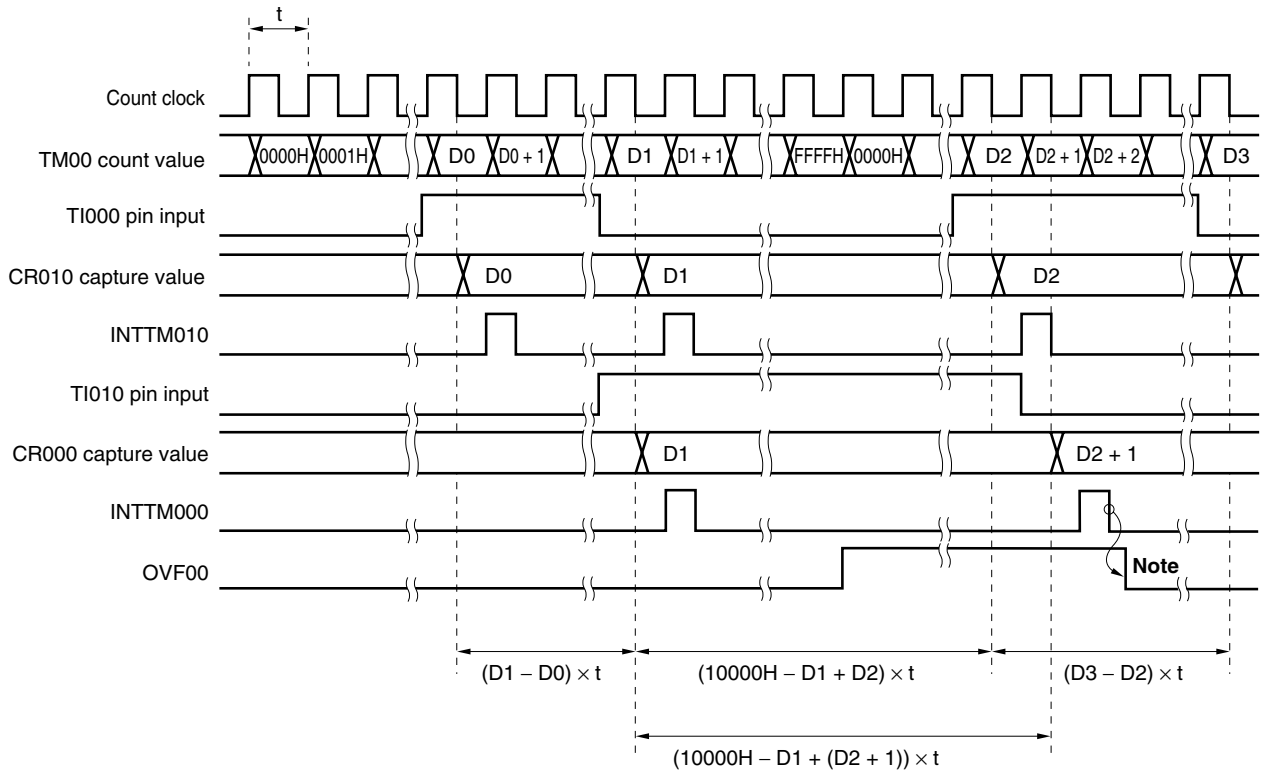 t
Count clock
TM00 count value
0000H 0001H D0 D0 + 1 D1 D1 + 1 FFFFH 0000H D2 D2 + 1 D2 + 2 D3
TI000 pin input
CR010 capture value
D0 D1 D2
INTTM010
TI010 pin input
CR000 capture value
D1 D2 + 1
INTTM000
OVF00
Note
(D1 – D0) × t (10000H – D1 + D2) × t (D3 – D2) × t
(10000H – D1 + (D2 + 1)) × t